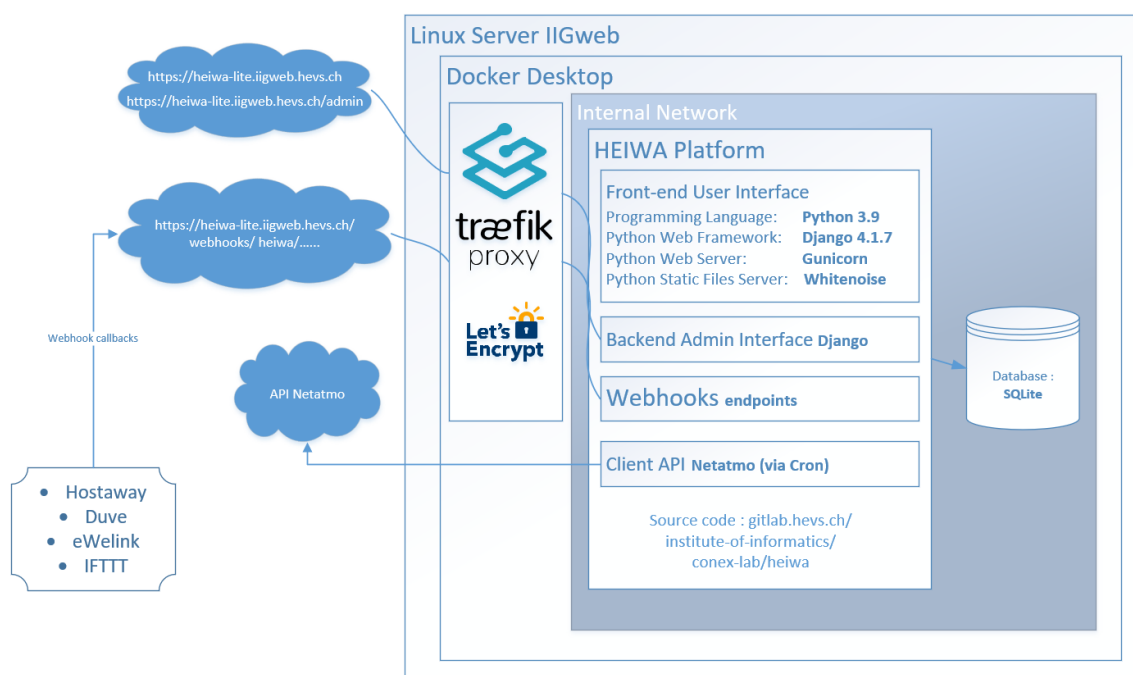 Linux Server IIGweb
Docker Desktop
Internal Network
HEIWA Platform
https://heiwa-lite.iigweb.hevs.ch
https://heiwa-lite.iigweb.hevs.ch/admin
https://heiwa-lite.iigweb.hevs.ch/
webhooks/ heiwa/......
Webhook callbacks
API Netatmo
Hostaway
Duve
eWelink
IFTTT
træfik
proxy
Let's
Encrypt
Front-end User Interface
Programming Language: Python 3.9
Python Web Framework: Django 4.1.7
Python Web Server: Gunicorn
Python Static Files Server: Whitenoise
Backend Admin Interface Django
Webhooks endpoints
Client API Netatmo (via Cron)
Source code : gitlab.hevs.ch/
institute-of-informatics/
conex-lab/heiwa
Database :
SQLite